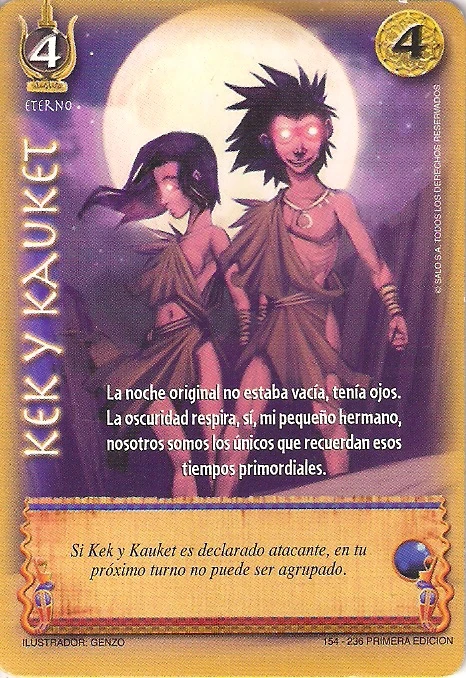 4
4
ETERNO
KEK Y KAUKET
© SALO S.A. TODOS LOS DERECHOS RESERVADOS
La noche original no estaba vacía, tenía ojos.
La oscuridad respira, sí, mi pequeño hermano,
nosotros somos los únicos que recuerdan esos
tiempos primordiales.
Si Kek y Kauket es declarado atacante, en tu
próximo turno no puede ser agrupado.
ILUSTRADOR: GENZO
154 - 236 PRIMERA EDICION